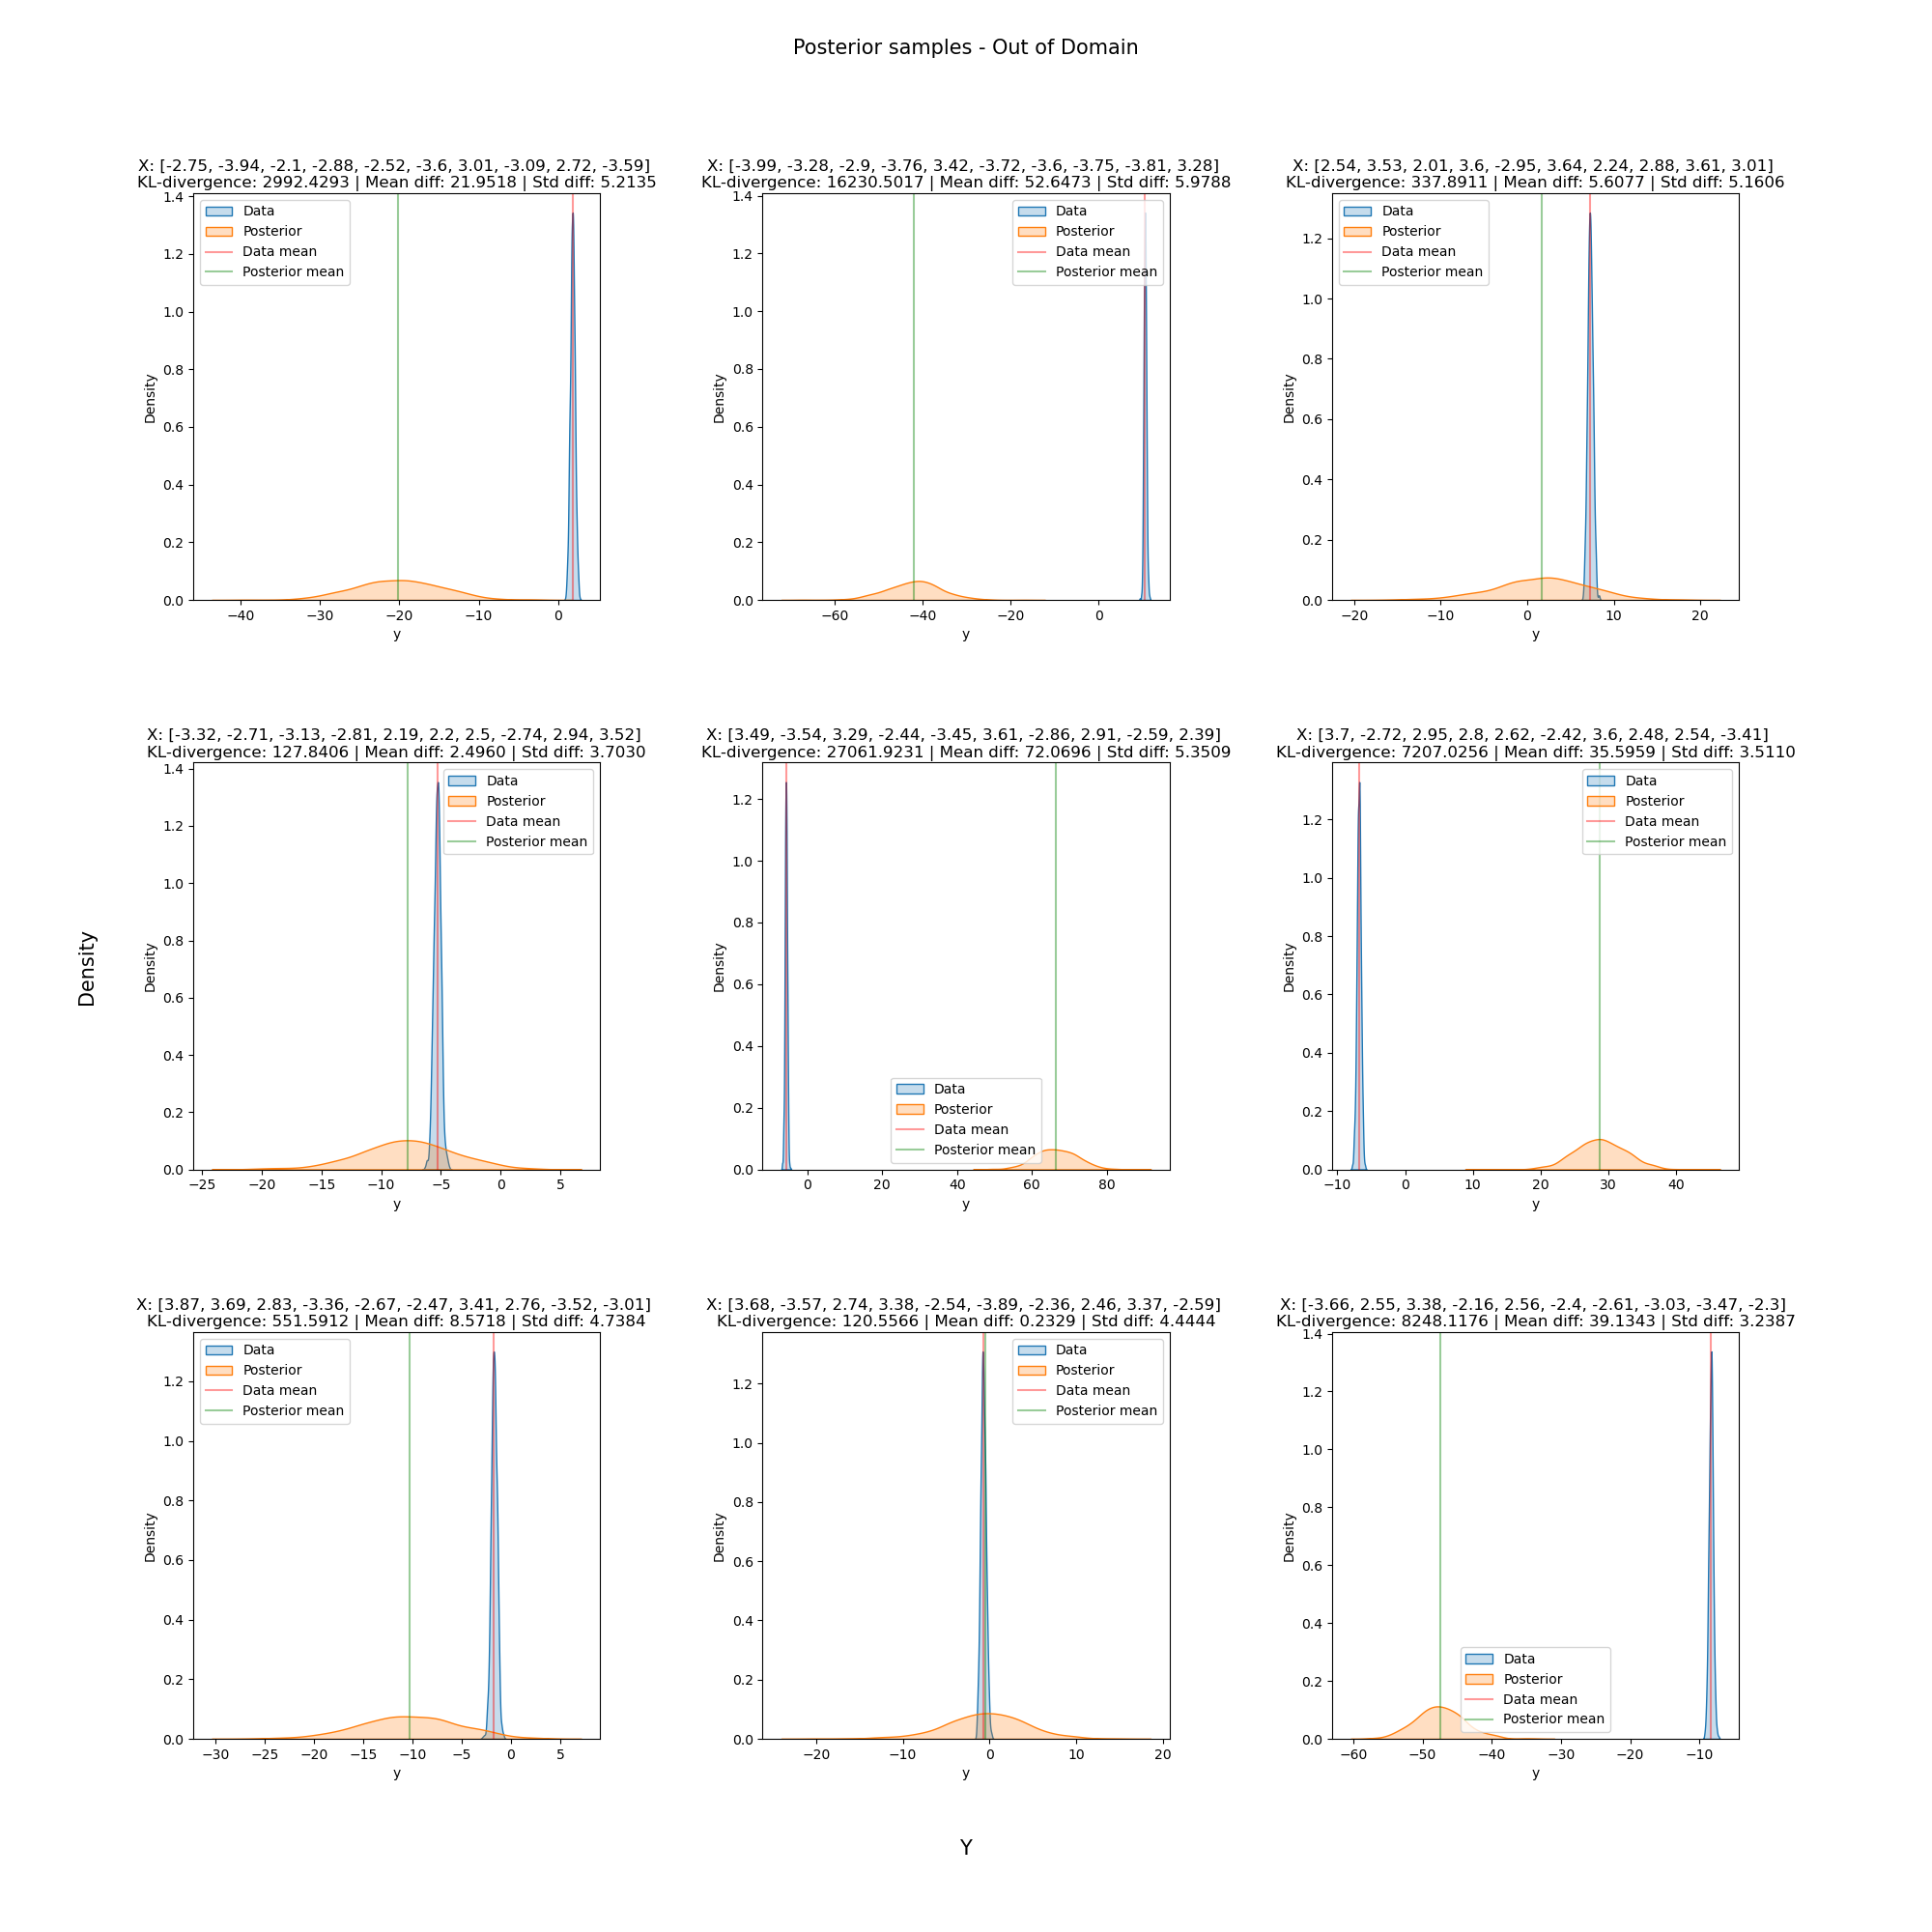 Posterior samples - Out of Domain
X: [-2.75, -3.94, -2.1, -2.88, -2.52, -3.6, 3.01, -3.09, 2.72, -3.59]
KL-divergence: 2992.4293 | Mean diff: 21.9518 | Std diff: 5.2135
Data
Posterior
Data mean
Posterior mean
1.4
1.2
1.0
0.8
0.6
0.4
0.2
0.0
Density
−40 −30 −20 −10 0
y
X: [-3.99, -3.28, -2.9, -3.76, 3.42, -3.72, -3.6, -3.75, -3.81, 3.28]
KL-divergence: 16230.5017 | Mean diff: 52.6473 | Std diff: 5.9788
Data
Posterior
Data mean
Posterior mean
1.4
1.2
1.0
0.8
0.6
0.4
0.2
0.0
Density
−60 −40 −20 0
y
X: [2.54, 3.53, 2.01, 3.6, -2.95, 3.64, 2.24, 2.88, 3.61, 3.01]
KL-divergence: 337.8911 | Mean diff: 5.6077 | Std diff: 5.1606
Data
Posterior
Data mean
Posterior mean
1.2
1.0
0.8
0.6
0.4
0.2
0.0
Density
−20 −10 0 10 20
y
X: [-3.32, -2.71, -3.13, -2.81, 2.19, 2.2, 2.5, -2.74, 2.94, 3.52]
KL-divergence: 127.8406 | Mean diff: 2.4960 | Std diff: 3.7030
Data
Posterior
Data mean
Posterior mean
1.4
1.2
1.0
0.8
0.6
0.4
0.2
0.0
Density
−25 −20 −15 −10 −5 0 5
y
X: [3.49, -3.54, 3.29, -2.44, -3.45, 3.61, -2.86, 2.91, -2.59, 2.39]
KL-divergence: 27061.9231 | Mean diff: 72.0696 | Std diff: 5.3509
1.2
1.0
0.8
0.6
0.4
0.2
0.0
Density
Data
Posterior
Data mean
Posterior mean
0 20 40 60 80
y
X: [3.7, -2.72, 2.95, 2.8, 2.62, -2.42, 3.6, 2.48, 2.54, -3.41]
KL-divergence: 7207.0256 | Mean diff: 35.5959 | Std diff: 3.5110
Data
Posterior
Data mean
Posterior mean
1.2
1.0
0.8
0.6
0.4
0.2
0.0
Density
−10 0 10 20 30 40
y
Density
X: [3.87, 3.69, 2.83, -3.36, -2.67, -2.47, 3.41, 2.76, -3.52, -3.01]
KL-divergence: 551.5912 | Mean diff: 8.5718 | Std diff: 4.7384
Data
Posterior
Data mean
Posterior mean
1.2
1.0
0.8
0.6
0.4
0.2
0.0
Density
−30 −25 −20 −15 −10 −5 0 5
y
X: [3.68, -3.57, 2.74, 3.38, -2.54, -3.89, -2.36, 2.46, 3.37, -2.59]
KL-divergence: 120.5566 | Mean diff: 0.2329 | Std diff: 4.4444
Data
Posterior
Data mean
Posterior mean
1.2
1.0
0.8
0.6
0.4
0.2
0.0
Density
−20 −10 0 10 20
y
X: [-3.66, 2.55, 3.38, -2.16, 2.56, -2.4, -2.61, -3.03, -3.47, -2.3]
KL-divergence: 8248.1176 | Mean diff: 39.1343 | Std diff: 3.2387
1.4
1.2
1.0
0.8
0.6
0.4
0.2
0.0
Density
Data
Posterior
Data mean
Posterior mean
−60 −50 −40 −30 −20 −10
y
Y